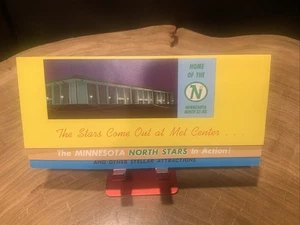 HOME
OF THE
N
MINNESOTA
NORTH STARS
The Stars Come Out at Met Center . . .
The MINNESOTA NORTH STARS In Action!
AND OTHER STELLAR ATTRACTIONS